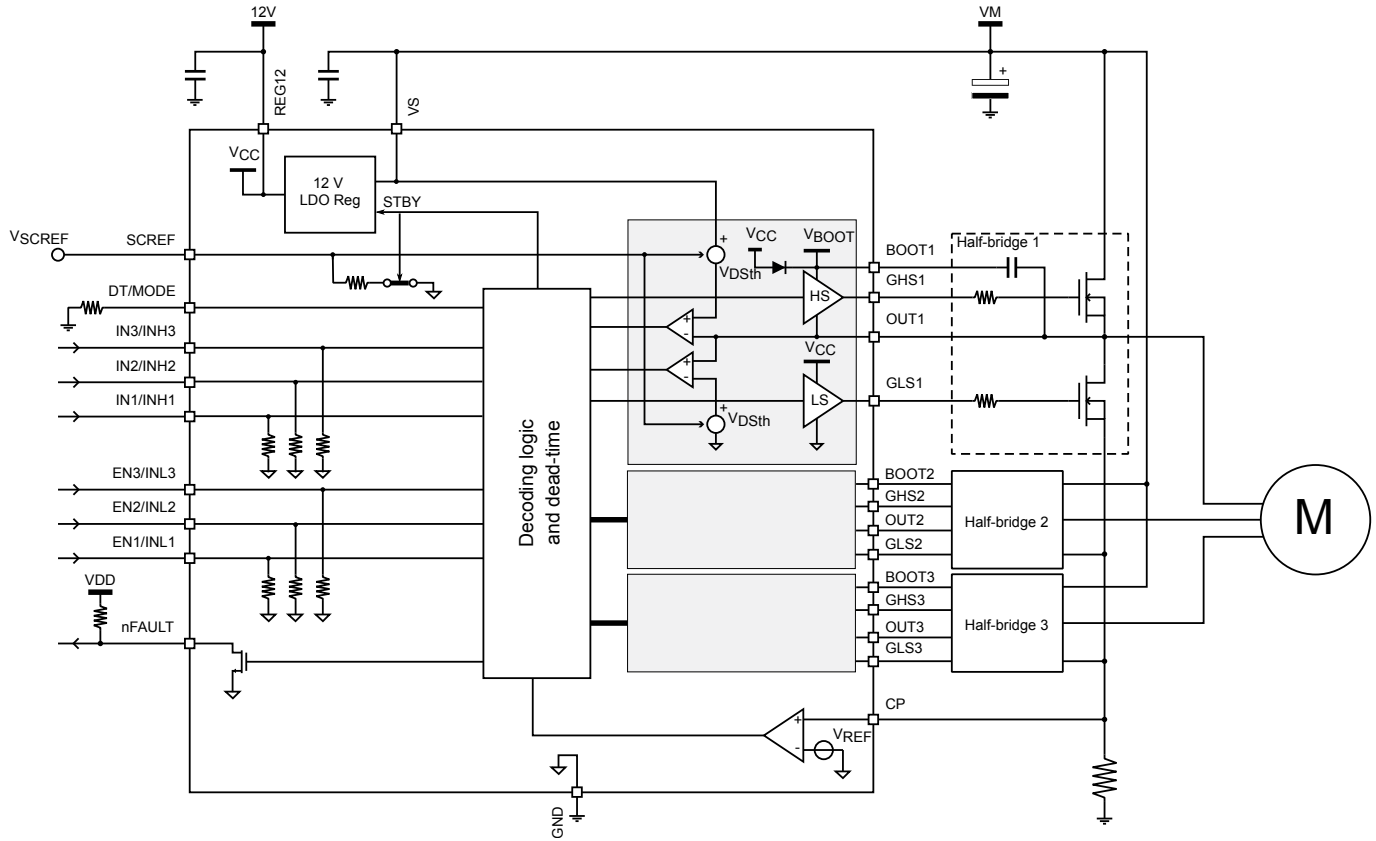 12V
VM
REG12
VS
VCC
12 V
LDO Reg
STBY
VSCREF
SCREF
DT/MODE
IN3/INH3
IN2/INH2
IN1/INH1
EN3/INL3
EN2/INL2
EN1/INL1
VDD
nFAULT
Decoding logic
and dead-time
VCC
VBOOT
+
VDSth
HS
+
-
+
-
VCC
LS
+
VDSth
BOOT1
GHS1
OUT1
GLS1
Half-bridge 1
+
BOOT2
GHS2
OUT2
GLS2
Half-bridge 2
BOOT3
GHS3
OUT3
GLS3
Half-bridge 3
M
CP
+
-
VREF
GND